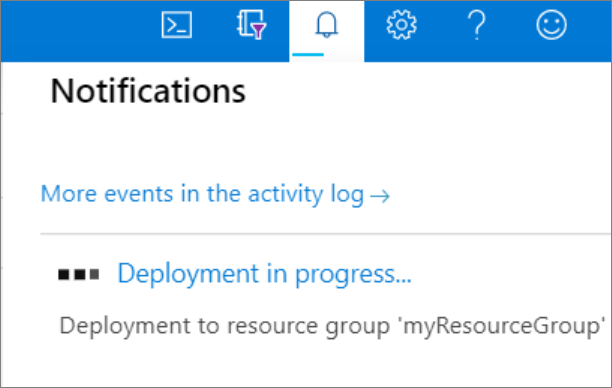 Notifications
More events in the activity log →
Deployment in progress...
Deployment to resource group 'myResourceGroup'